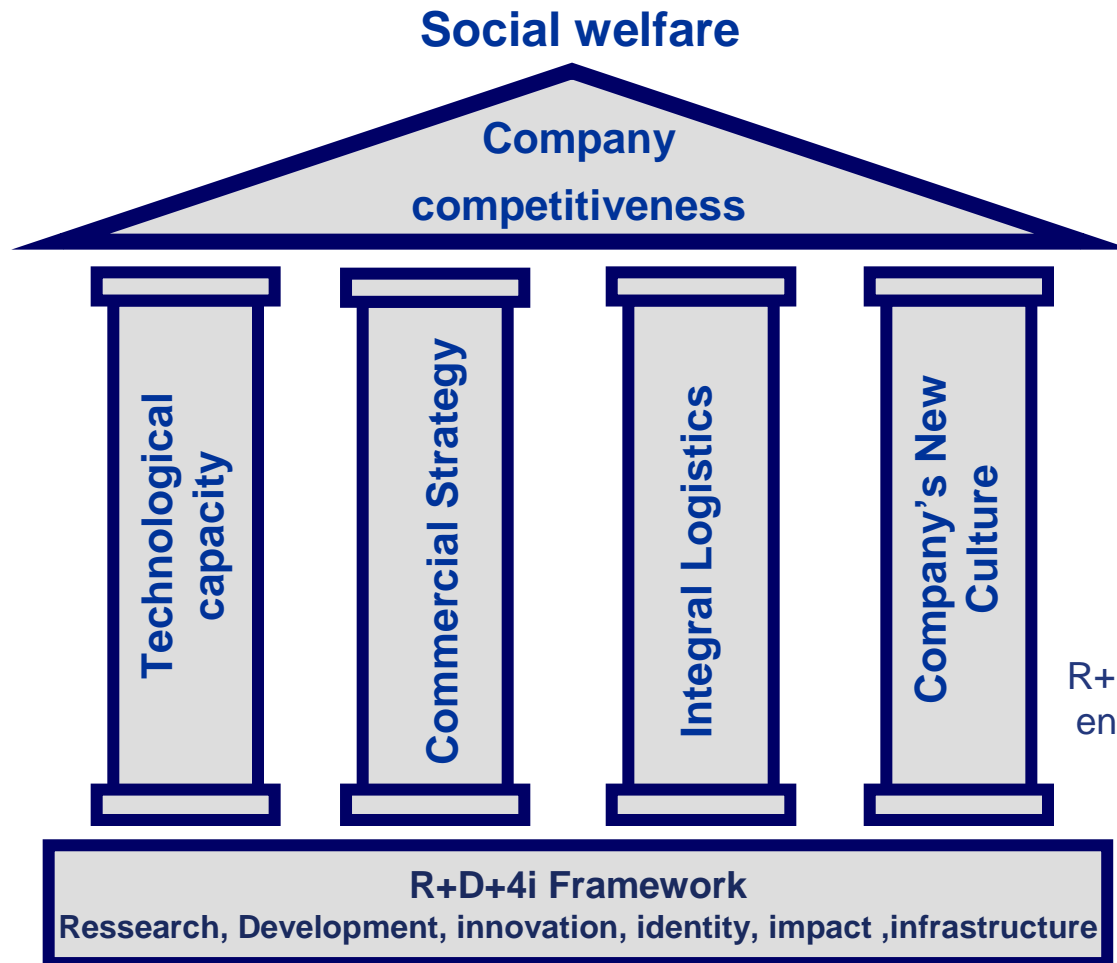 Social welfare
Company
competitiveness
Technological
capacity
Commercial Strategy
Integral Logistics
Company’s New
Culture
R+
en
R+D+4i Framework
Ressearch, Development, innovation, identity, impact ,infrastructure